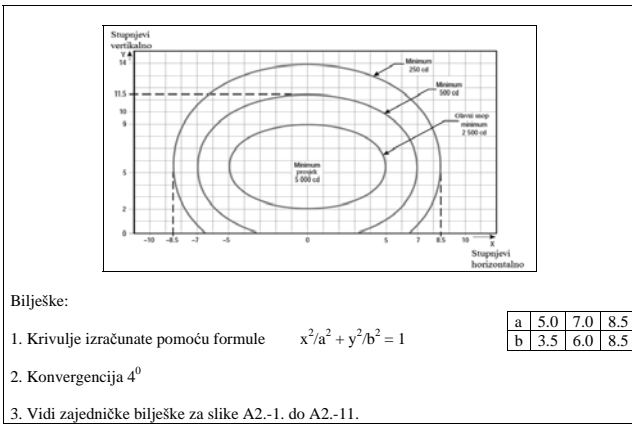 Stupnjevi
vertikalno
Y
14
11.5
10
9
5
2
0
Minimum
250 cd
Minimum
500 cd
Glavni snop
minimum
2 500 cd
Minimum
prosjek
5 000 cd
-10 -8.5 -7 -5 0 5 7 8.5 10 X
Stupnjevi
horizontalno
Bilješke:
1. Krivulje izračunate pomoću formule x²/a² + y²/b² = 1
a 5.0 7.0 8.5
b 3.5 6.0 8.5
2. Konvergencija 4⁰
3. Vidi zajedničke bilješke za slike A2.-1. do A2.-11.